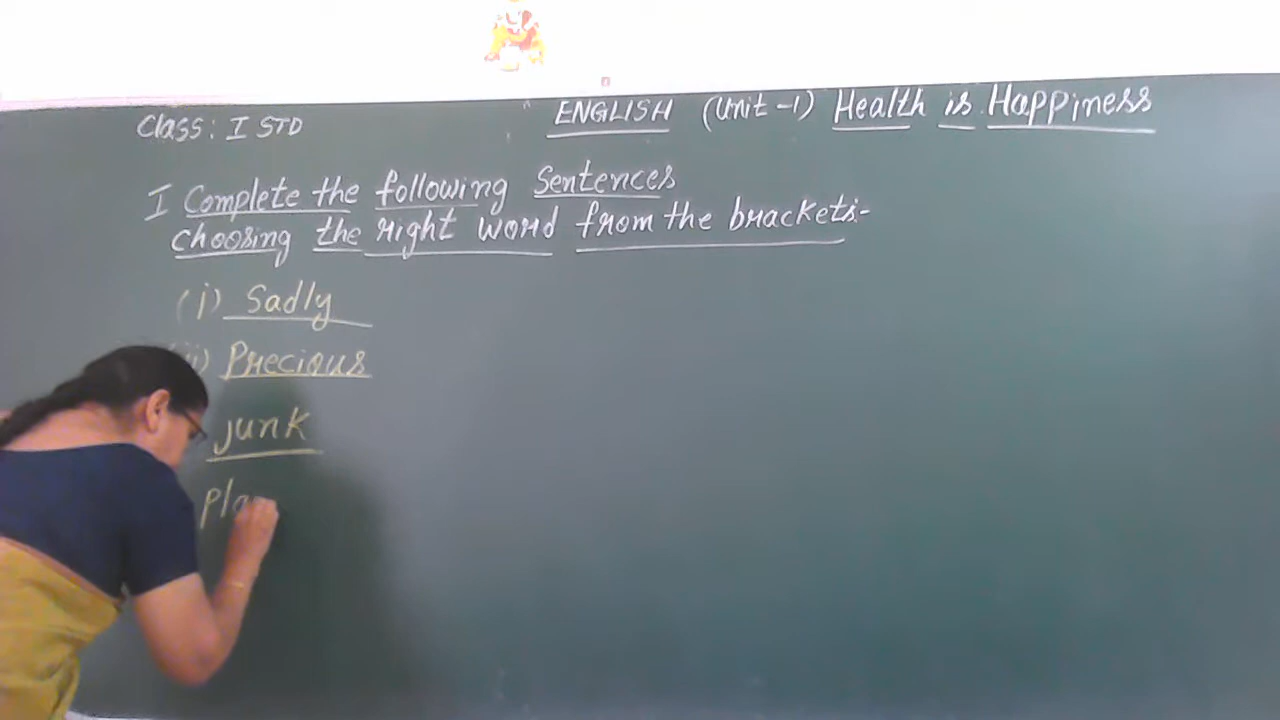 Class: I STD
ENGLISH (Unit-1) Health is Happiness
I Complete the following Sentences
choosing the right word from the brackets:-
(i) Sadly
(ii) Precious
junk